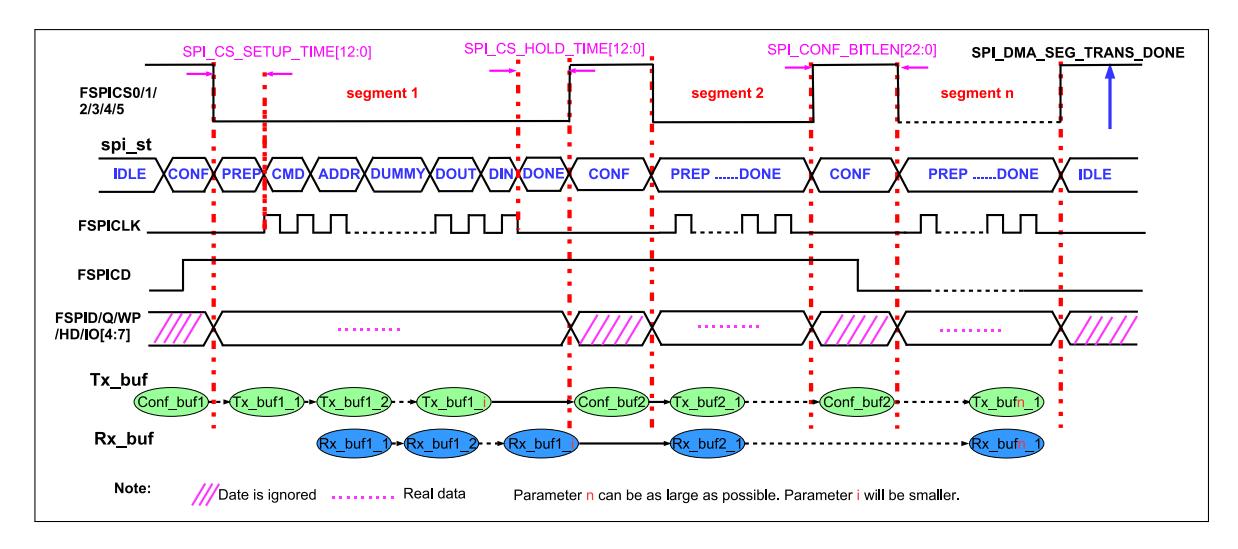 SPI_CS_SETUP_TIME[12:0] SPI_CS_HOLD_TIME[12:0] SPI_CONF_BITLEN[22:0] SPI_DMA_SEG_TRANS_DONE
FSPICS0/1/
2/3/4/5
segment 1 segment 2 segment n
spi_st
IDLE CONF PREP CMD ADDR DUMMY DOUT DIN DONE CONF PREP ......DONE CONF PREP ......DONE IDLE
FSPICLK
FSPICD
FSPID/Q/WP
/HD/IO[4:7]
Tx_buf
Conf_buf1 Tx_buf1_1 Tx_buf1_2 Tx_buf1_i Conf_buf2 Tx_buf2_1 Conf_buf2 Tx_bufn_1
Rx_buf
Rx_buf1_1 Rx_buf1_2 Rx_buf1_i Rx_buf2_1 Rx_bufn_1
Note: Date is ignored Real data Parameter n can be as large as possible. Parameter i will be smaller.